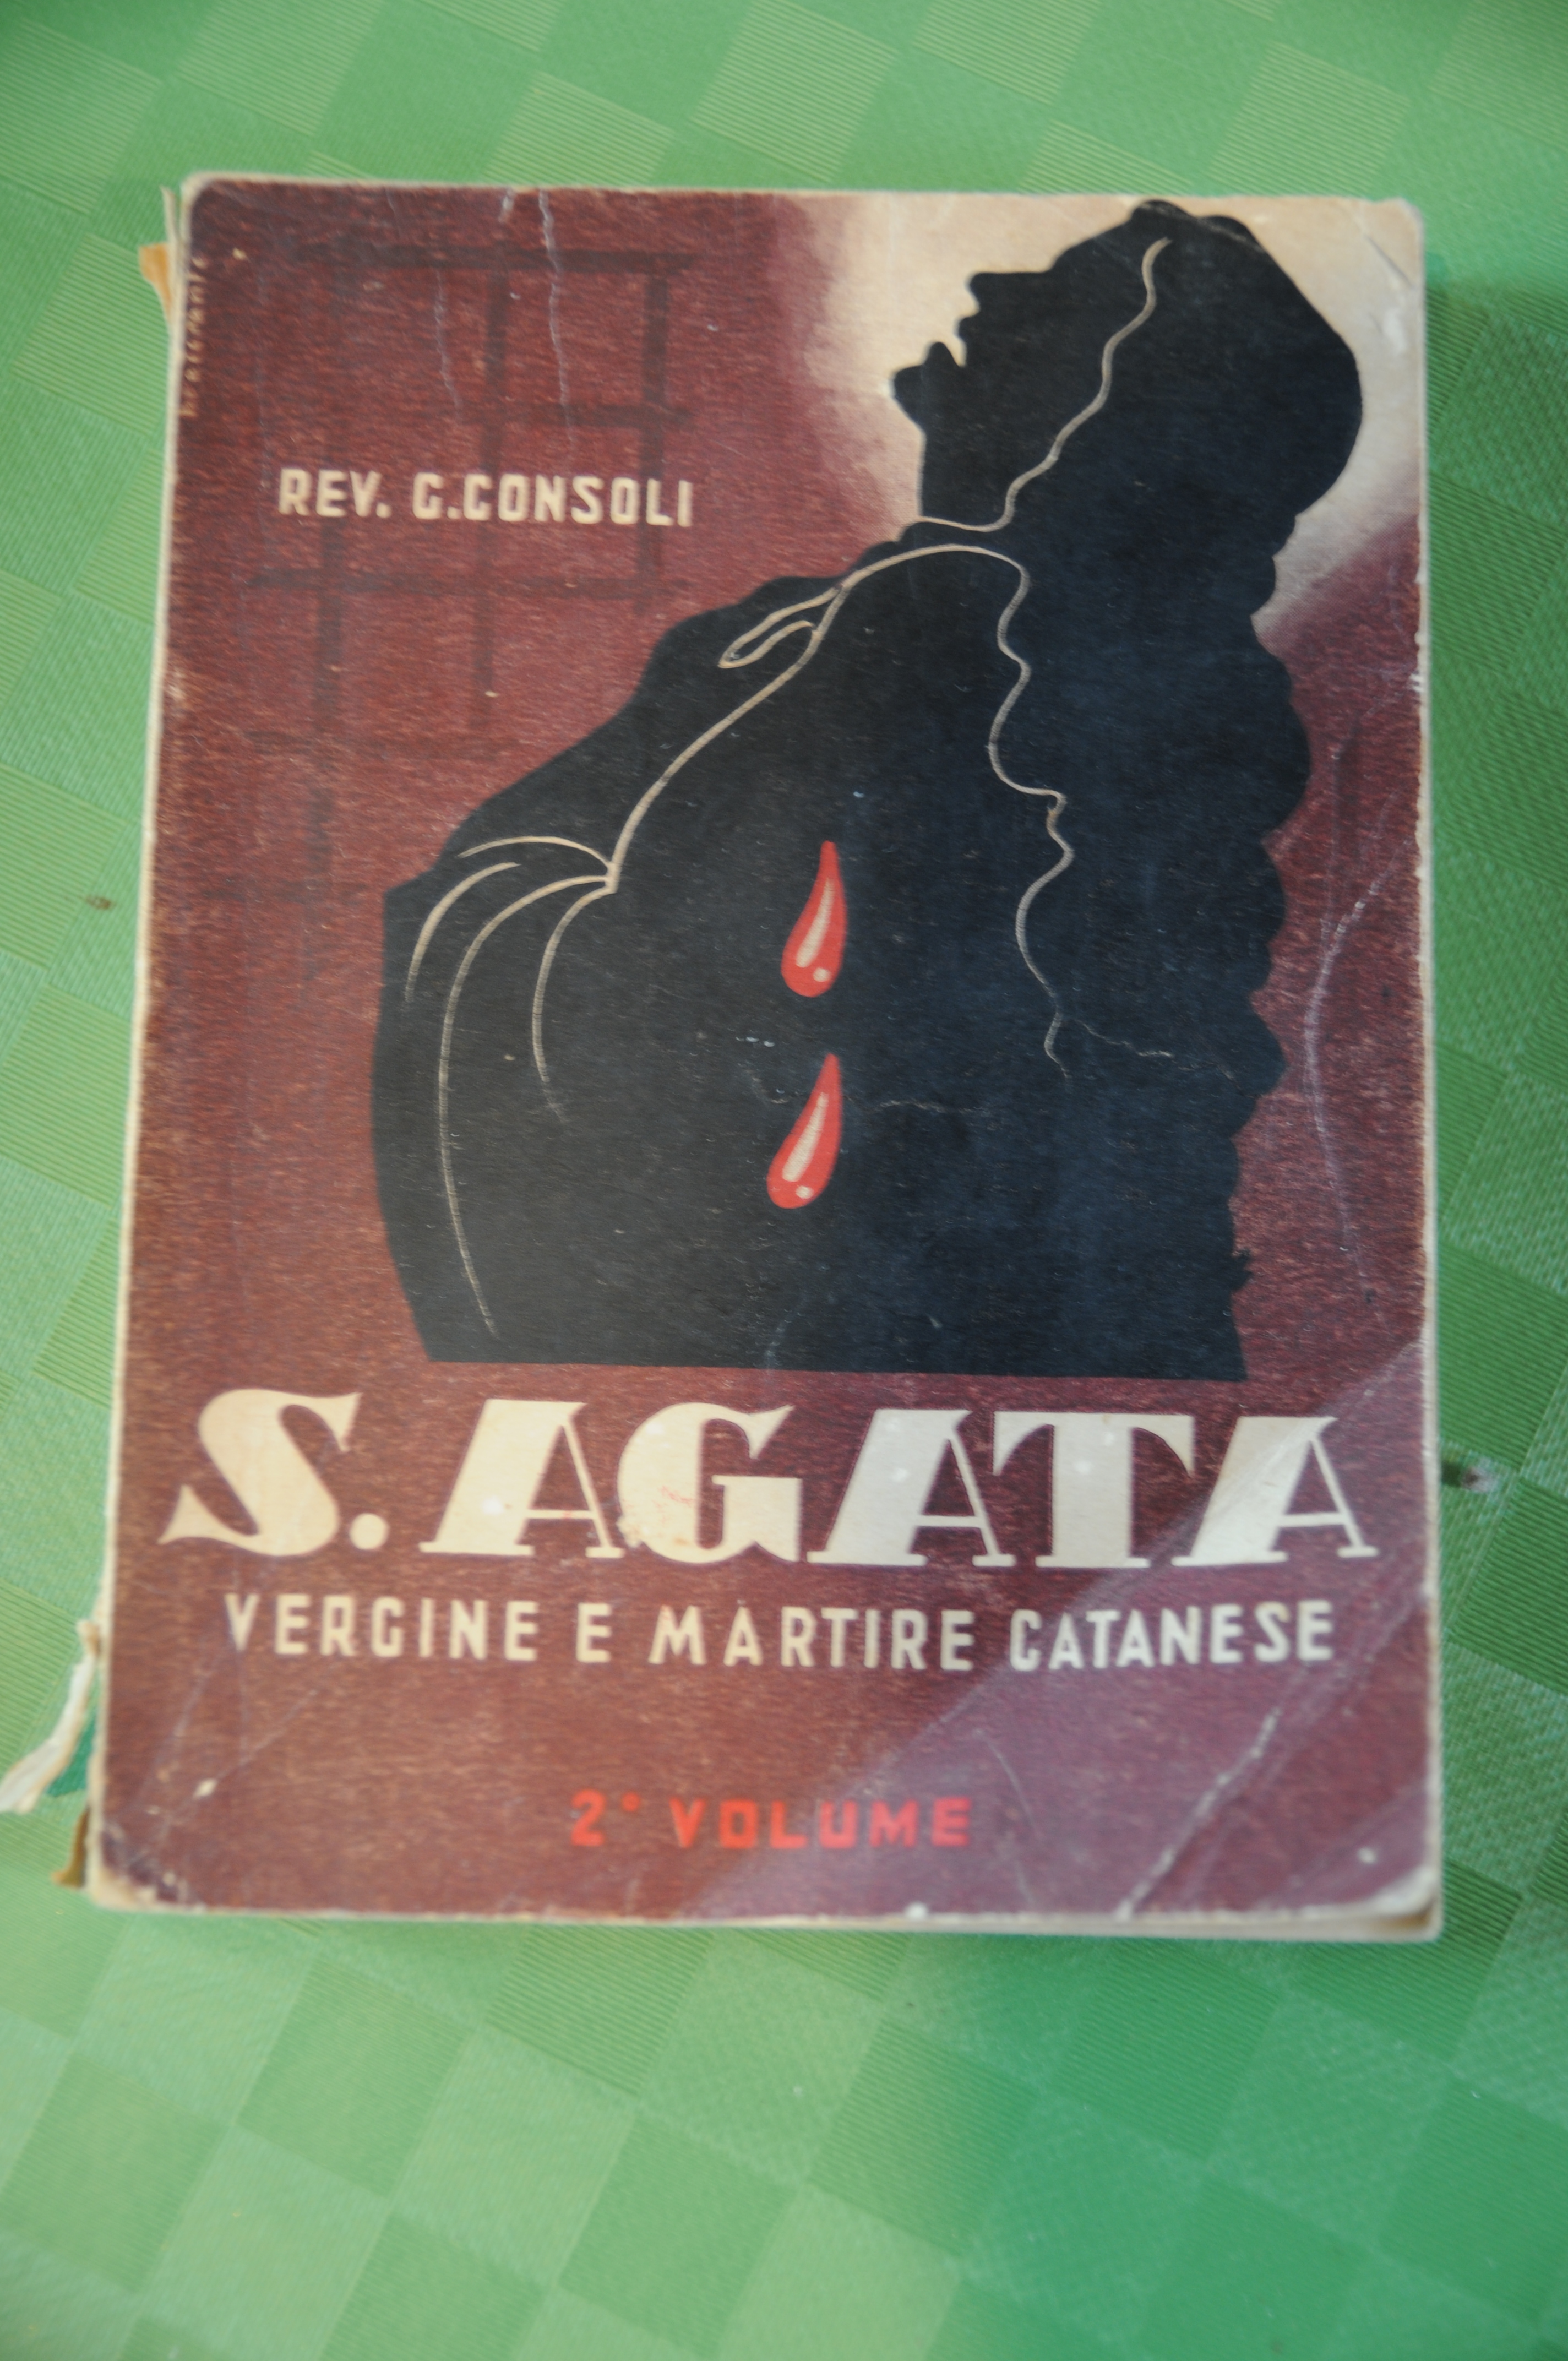 REV. G.CONSOLI
S. AGATA
VERGINE E MARTIRE CATANESE
2° VOLUME